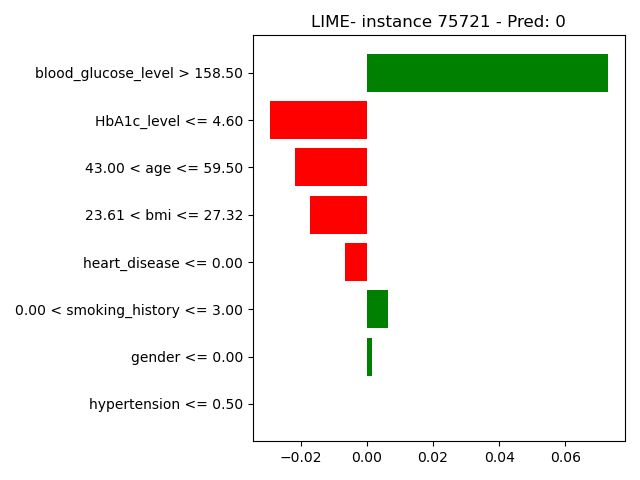 LIME- instance 75721 - Pred: 0
blood_glucose_level > 158.50
HbA1c_level <= 4.60
43.00 < age <= 59.50
23.61 < bmi <= 27.32
heart_disease <= 0.00
0.00 < smoking_history <= 3.00
gender <= 0.00
hypertension <= 0.50
−0.02 0.00 0.02 0.04 0.06